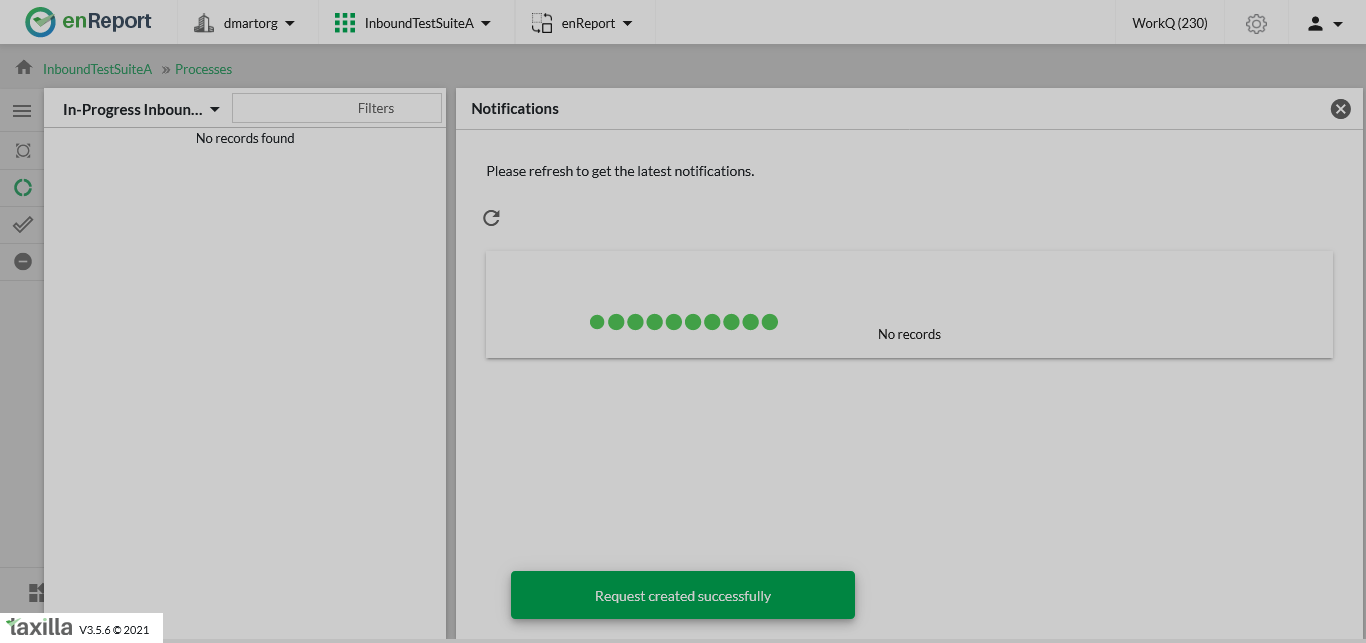 enReport
dmartorg
InboundTestSuiteA
enReport
WorkQ (230)
InboundTestSuiteA » Processes
In-Progress Inboun...
Filters
No records found
Notifications
Please refresh to get the latest notifications.
No records
Request created successfully
taxilla V3.5.6 © 2021